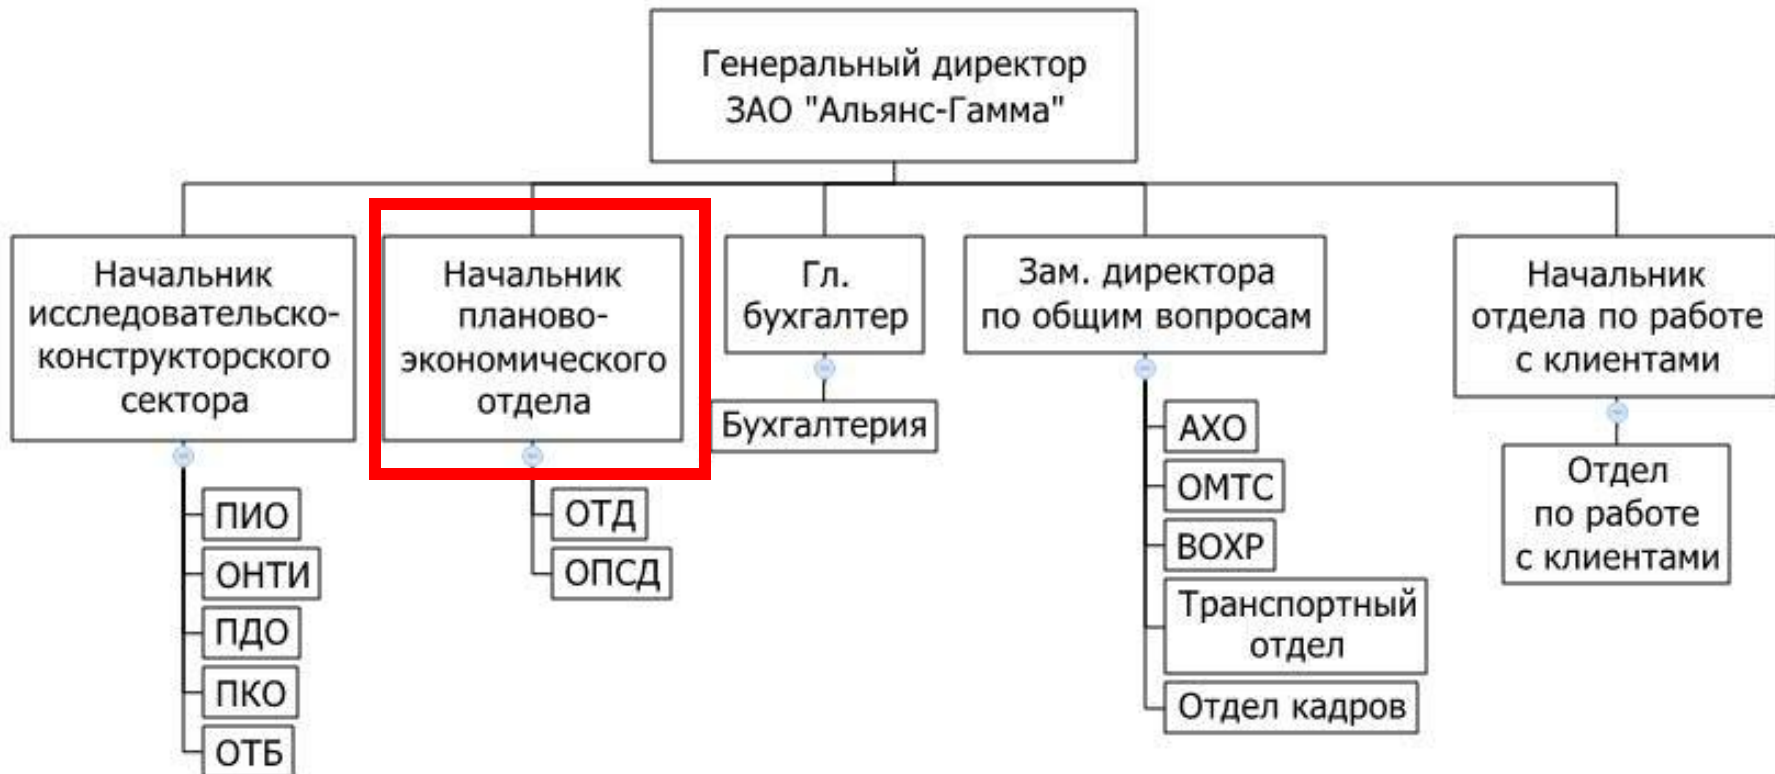 Генеральный директор
ЗАО "Альянс-Гамма"
Начальник
исследовательско-
конструкторского
сектора
ПИО
ОНТИ
ПДО
ПКО
ОТБ
Начальник
планово-
экономического
отдела
ОТД
ОПСД
Гл.
бухгалтер
Бухгалтерия
Зам. директора
по общим вопросам
АХО
ОМТС
ВОХР
Транспортный
отдел
Отдел кадров
Начальник
отдела по работе
с клиентами
Отдел
по работе
с клиентами